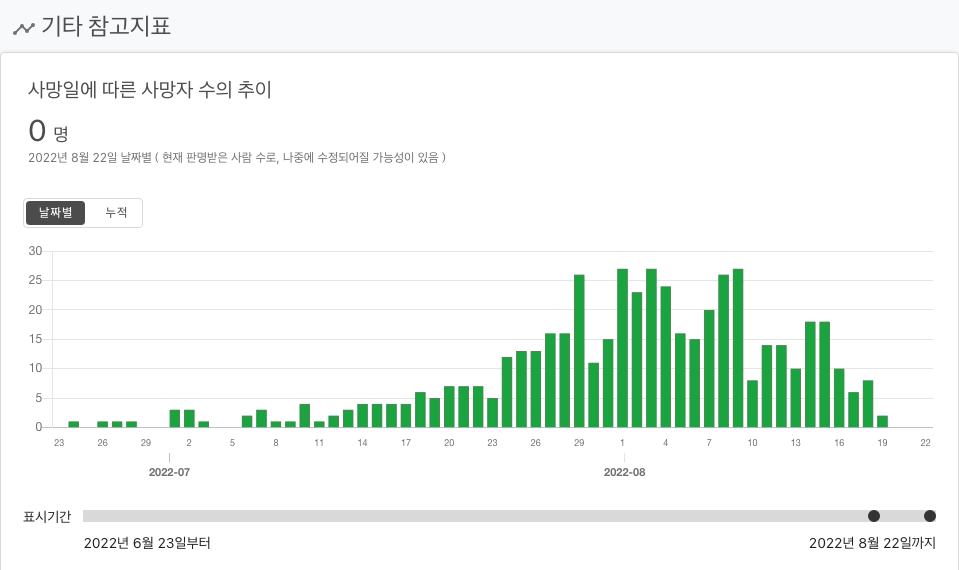 기타 참고지표
사망일에 따른 사망자 수의 추이
0 명
2022년 8월 22일 날짜별 ( 현재 판명받은 사람 수로, 나중에 수정되어질 가능성이 있음 )
날짜별 누적
30
25
20
15
10
5
0
23 26 29 2 5 8 11 14 17 20 23 26 29 1 4 7 10 13 16 19 22
2022-07 2022-08
표시기간
2022년 6월 23일부터 2022년 8월 22일까지